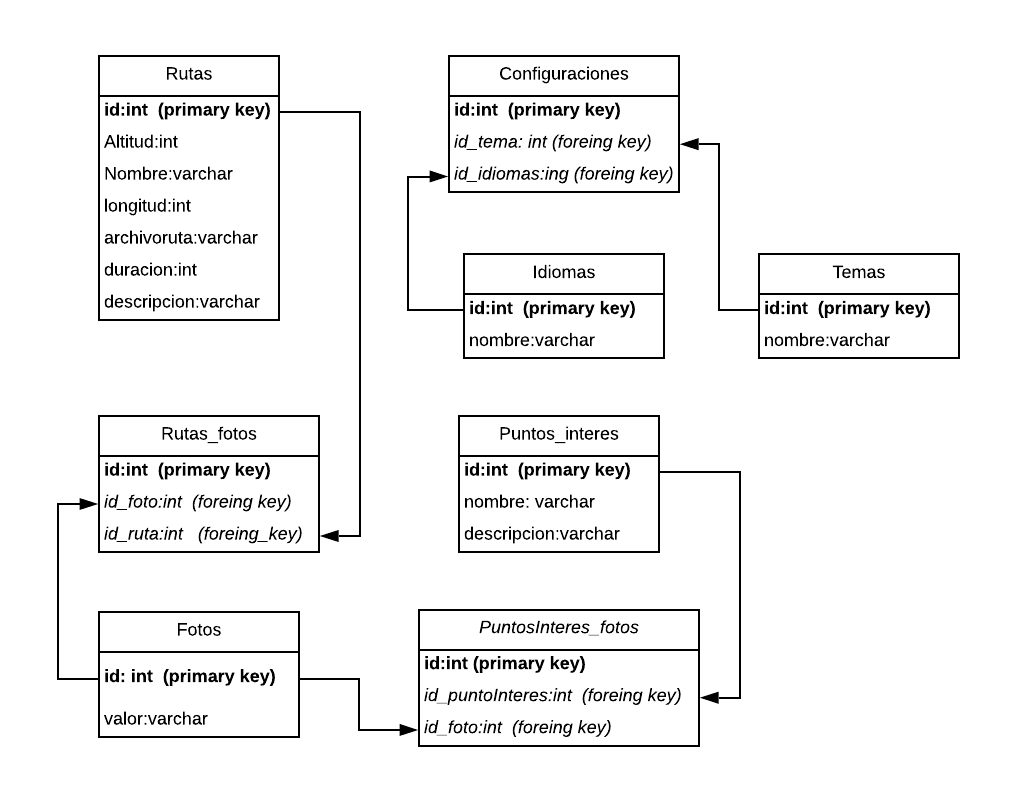 Rutas
id:int (primary key)
Altitud:int
Nombre:varchar
longitud:int
archivoruta:varchar
duracion:int
descripcion:varchar
Configuraciones
id:int (primary key)
id_tema: int (foreing key)
id_idiomas:ing (foreing key)
Idiomas
id:int (primary key)
nombre:varchar
Temas
id:int (primary key)
nombre:varchar
Rutas_fotos
id:int (primary key)
id_foto:int (foreing key)
id_ruta:int (foreing_key)
Puntos_interes
id:int (primary key)
nombre: varchar
descripcion:varchar
Fotos
id: int (primary key)
valor:varchar
PuntosInteres_fotos
id:int (primary key)
id_puntoInteres:int (foreing key)
id_foto:int (foreing key)